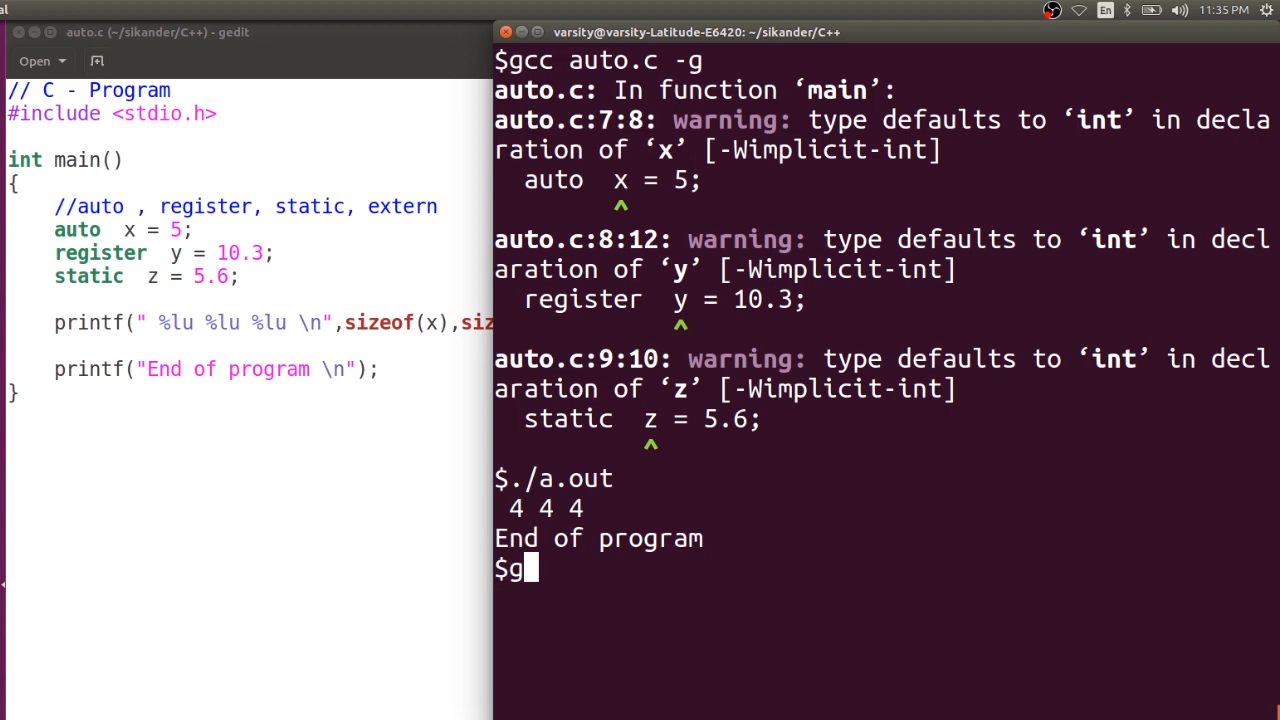 al
En
11:35 PM
auto.c (~/sikander/C++) - gedit
Open
// C - Program
#include <stdio.h>
int main()
{
//auto , register, static, extern
auto  x = 5;
register  y = 10.3;
static  z = 5.6;
printf(" %lu %lu %lu \n",sizeof(x),siz
printf("End of program \n");
}
varsity@varsity-Latitude-E6420: ~/sikander/C++
$gcc auto.c -g
auto.c: In function ‘main’:
auto.c:7:8: warning: type defaults to ‘int’ in decla
ration of ‘x’ [-Wimplicit-int]
auto  x = 5;
^
auto.c:8:12: warning: type defaults to ‘int’ in decl
aration of ‘y’ [-Wimplicit-int]
register  y = 10.3;
^
auto.c:9:10: warning: type defaults to ‘int’ in decl
aration of ‘z’ [-Wimplicit-int]
static  z = 5.6;
^
$./a.out
4 4 4
End of program
$g